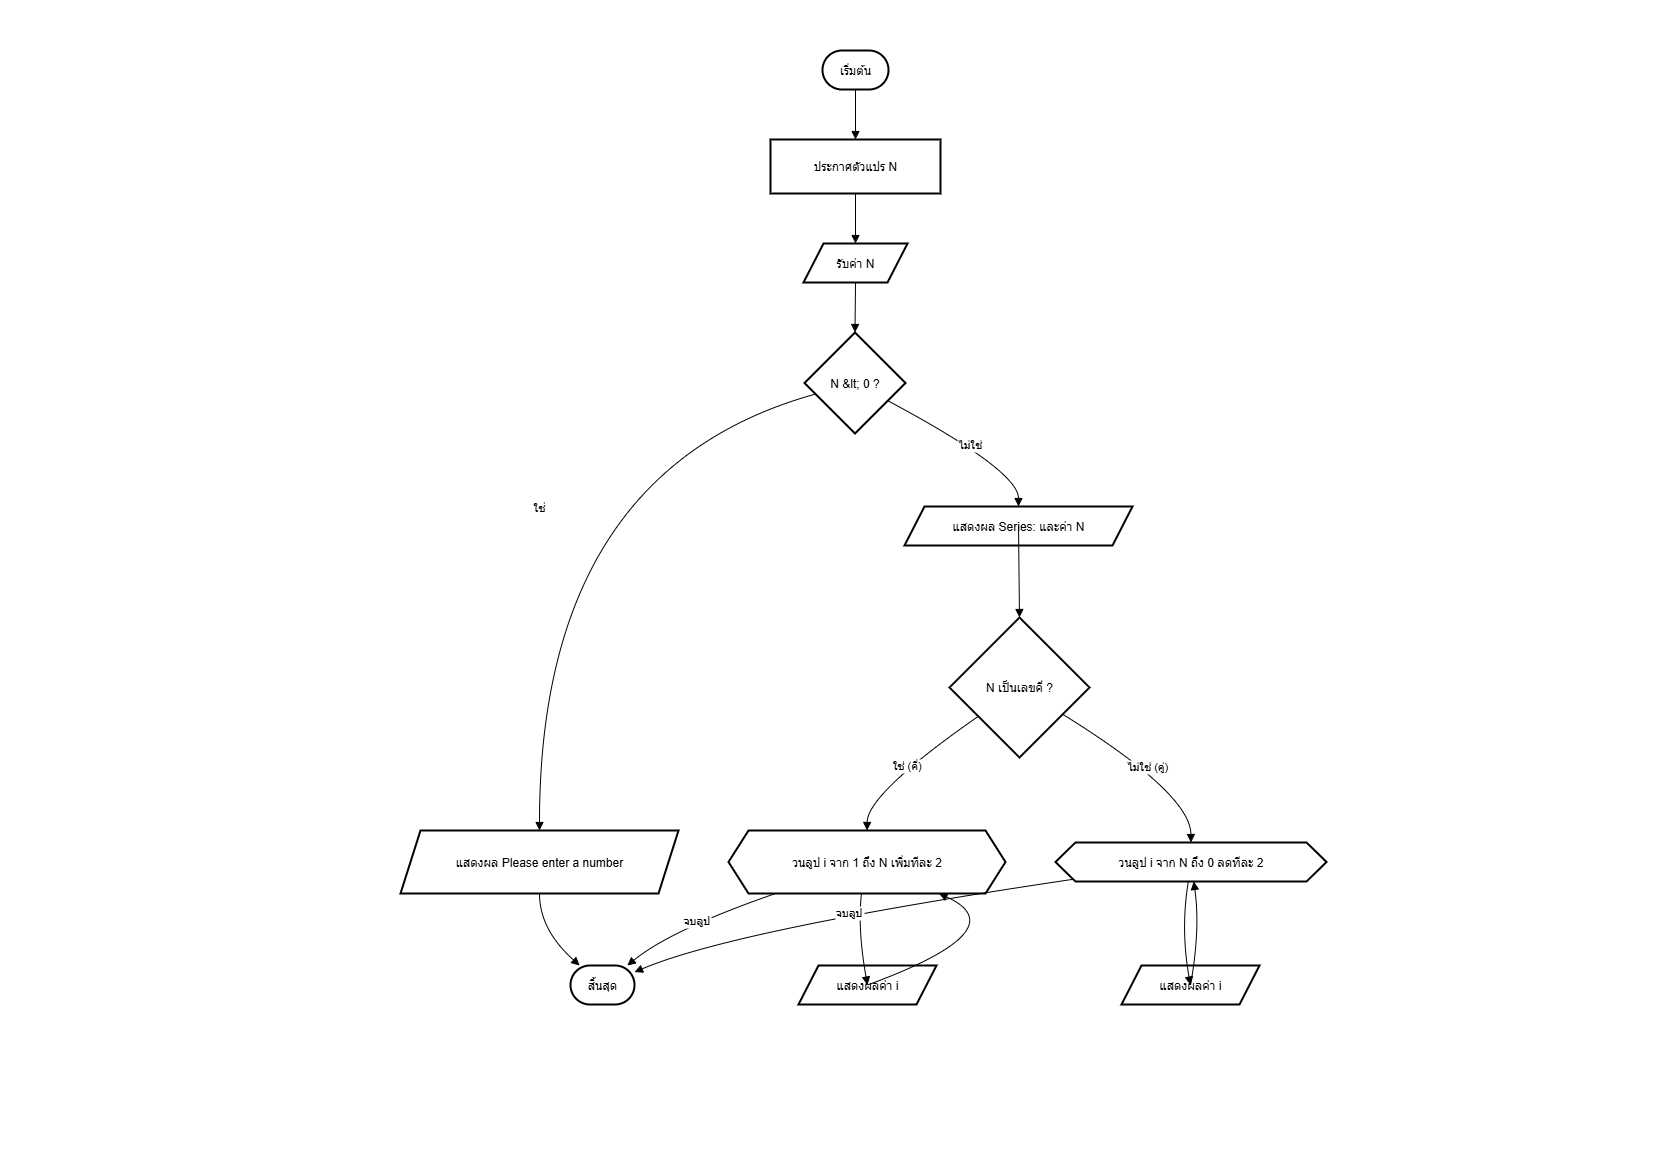 เริ่มต้น
ประกาศตัวแปร N
รับค่า N
N &lt; 0 ?
ไม่ใช่
ใช่
แสดงผล Series: และค่า N
N เป็นเลขคี่ ?
ใช่ (คี่)
ไม่ใช่ (คู่)
แสดงผล Please enter a number
วนลูป i จาก 1 ถึง N เพิ่มทีละ 2
วนลูป i จาก N ถึง 0 ลดทีละ 2
จบลูป
จบลูป
สิ้นสุด
แสดงผลค่า i
แสดงผลค่า i